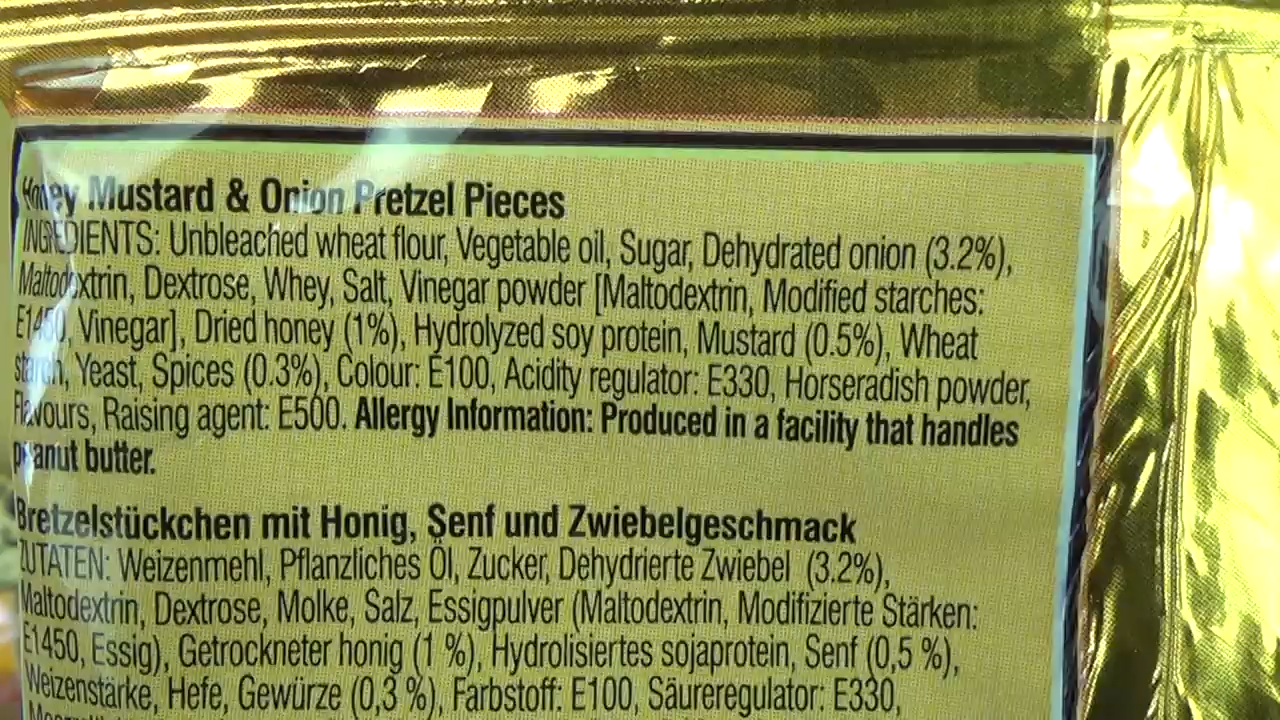 Honey Mustard & Onion Pretzel Pieces
INGREDIENTS: Unbleached wheat flour, Vegetable oil, Sugar, Dehydrated onion (3.2%),
Maltodextrin, Dextrose, Whey, Salt, Vinegar powder [Maltodextrin, Modified starches:
E1450, Vinegar], Dried honey (1%), Hydrolyzed soy protein, Mustard (0.5%), Wheat
starch, Yeast, Spices (0.3%), Colour: E100, Acidity regulator: E330, Horseradish powder,
Flavours, Raising agent: E500. Allergy Information: Produced in a facility that handles
peanut butter.
Bretzelstückchen mit Honig, Senf und Zwiebelgeschmack
ZUTATEN: Weizenmehl, Pflanzliches Öl, Zucker, Dehydrierte Zwiebel (3.2%),
Maltodextrin, Dextrose, Molke, Salz, Essigpulver (Maltodextrin, Modifizierte Stärken:
E1450, Essig), Getrockneter honig (1 %), Hydrolisiertes sojaprotein, Senf (0,5 %),
Weizenstärke, Hefe, Gewürze (0,3 %), Farbstoff: E100, Säureregulator: E330,